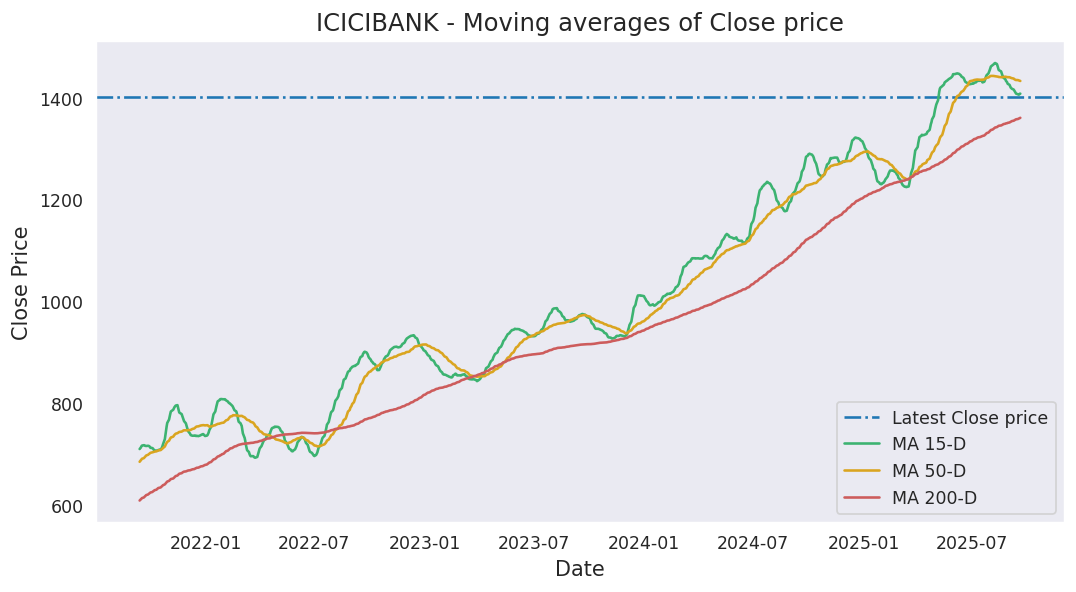 ICICIBANK - Moving averages of Close price
Close Price
1400
1200
1000
800
600
Latest Close price
MA 15-D
MA 50-D
MA 200-D
2022-01 2022-07 2023-01 2023-07 2024-01 2024-07 2025-01 2025-07
Date